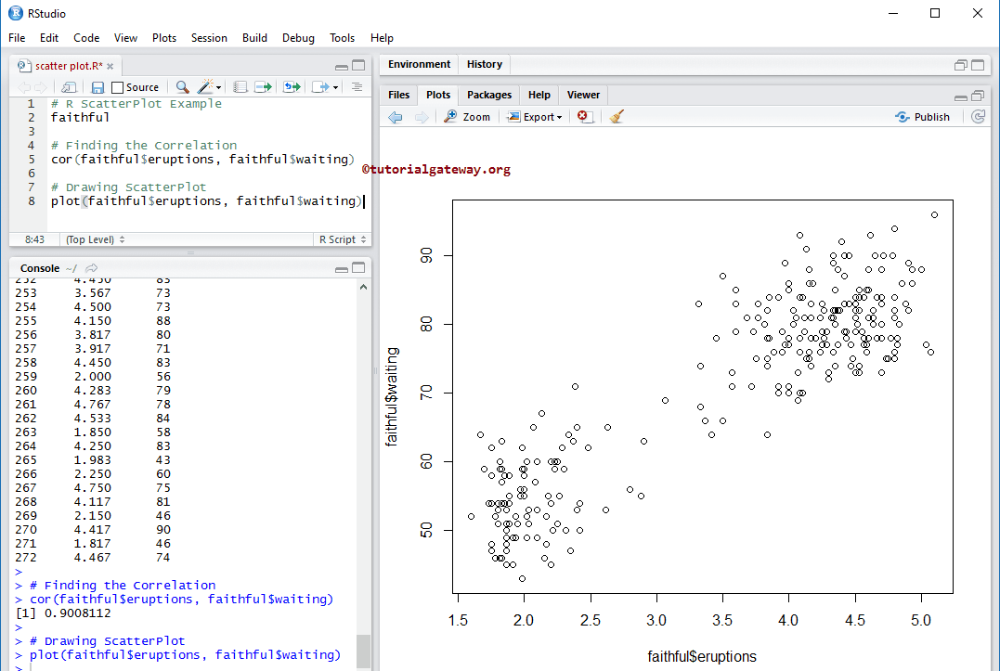 RStudio
File Edit Code View Plots Session Build Debug Tools Help
scatter plot.R*
Source
1 # R ScatterPlot Example
2 faithful
3
4 # Finding the Correlation
5 cor(faithful$eruptions, faithful$waiting)
6
7 # Drawing ScatterPlot
8 plot(faithful$eruptions, faithful$waiting)
8:43 (Top Level) R Script
Console ~/
252 4.450 83
253 3.567 73
254 4.500 73
255 4.150 88
256 3.817 80
257 3.917 71
258 4.450 83
259 2.000 56
260 4.283 79
261 4.767 78
262 4.533 84
263 1.850 58
264 4.250 83
265 1.983 43
266 2.250 60
267 4.750 75
268 4.117 81
269 2.150 46
270 4.417 90
271 1.817 46
272 4.467 74
>
> # Finding the Correlation
> cor(faithful$eruptions, faithful$waiting)
[1] 0.9008112
>
> # Drawing ScatterPlot
> plot(faithful$eruptions, faithful$waiting)
>
Environment History
Files Plots Packages Help Viewer
Zoom Export Publish
©tutorialgateway.org
faithful$waiting
90
80
70
60
50
1.5 2.0 2.5 3.0 3.5 4.0 4.5 5.0
faithful$eruptions